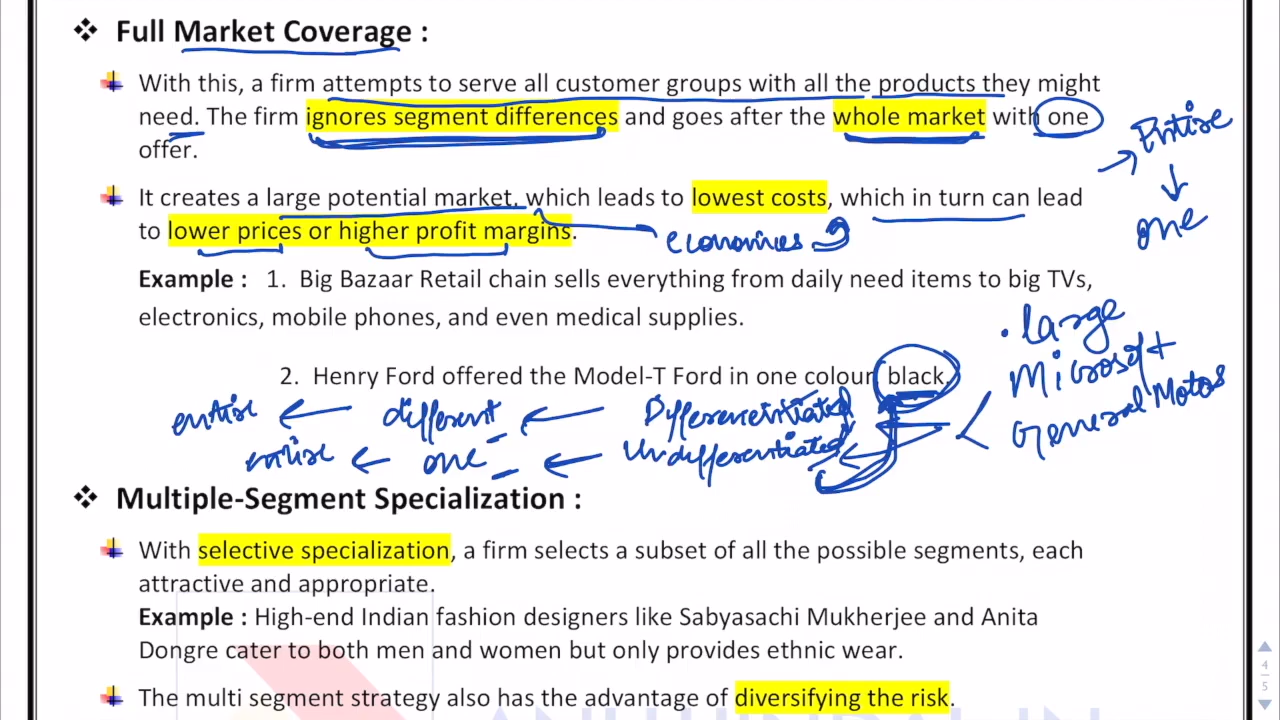 ❖ Full Market Coverage :
With this, a firm attempts to serve all customer groups with all the products they might
need. The firm ignores segment differences and goes after the whole market with one
offer.
→ Entire
↓
one
It creates a large potential market, which leads to lowest costs, which in turn can lead
to lower prices or higher profit margins.
economies
Example : 1. Big Bazaar Retail chain sells everything from daily need items to big TVs,
electronics, mobile phones, and even medical supplies.
• large
Microsoft
General Motos
2. Henry Ford offered the Model-T Ford in one colour black.
entire ← different ← Differenentiated
entire ← one ← Undifferentiated
❖ Multiple-Segment Specialization :
With selective specialization, a firm selects a subset of all the possible segments, each
attractive and appropriate.
Example : High-end Indian fashion designers like Sabyasachi Mukherjee and Anita
Dongre cater to both men and women but only provides ethnic wear.
The multi segment strategy also has the advantage of diversifying the risk.
4
5